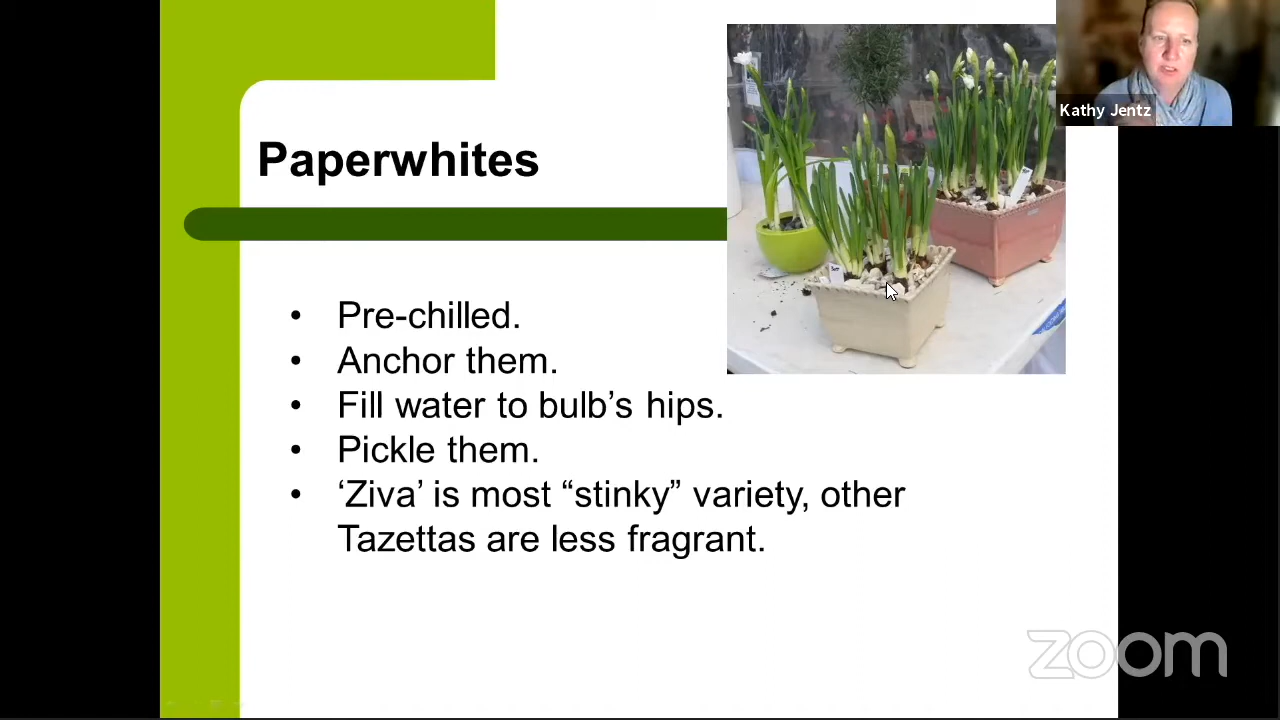 Kathy Jentz
Paperwhites
• Pre-chilled.
• Anchor them.
• Fill water to bulb’s hips.
• Pickle them.
• ‘Ziva’ is most “stinky” variety, other
Tazettas are less fragrant.
zoom